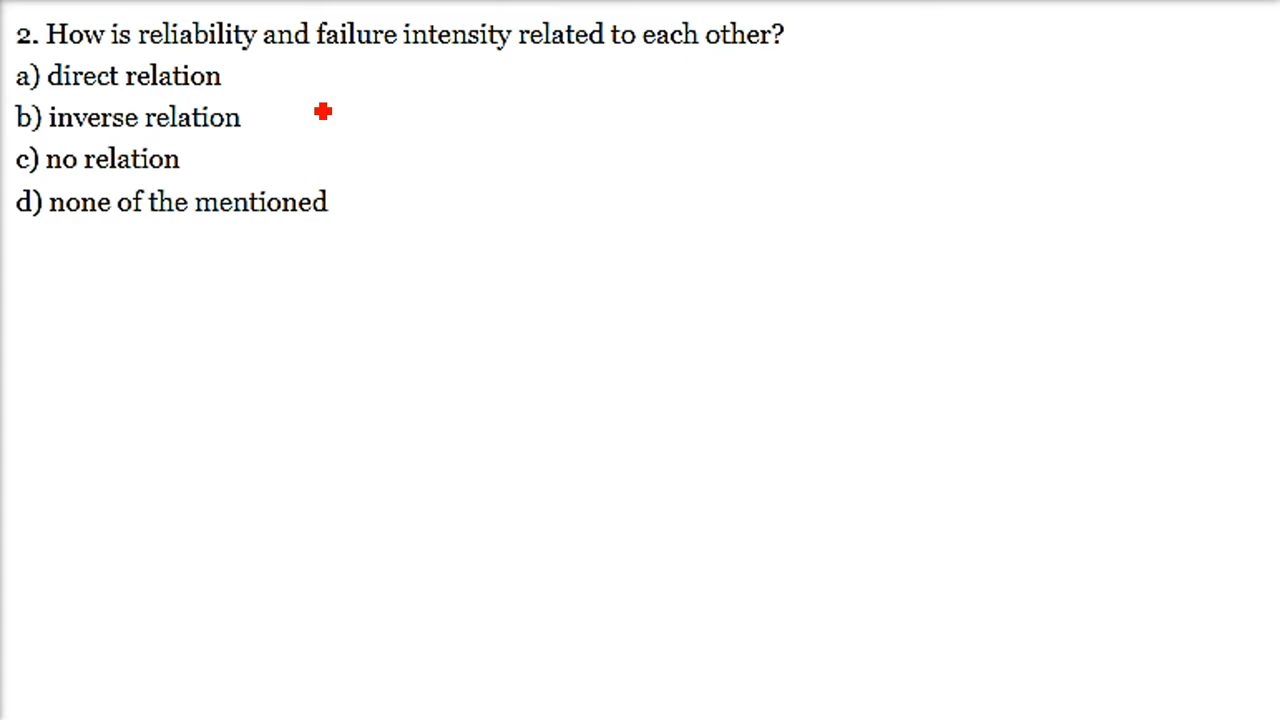 2. How is reliability and failure intensity related to each other?
a) direct relation
b) inverse relation
c) no relation
d) none of the mentioned